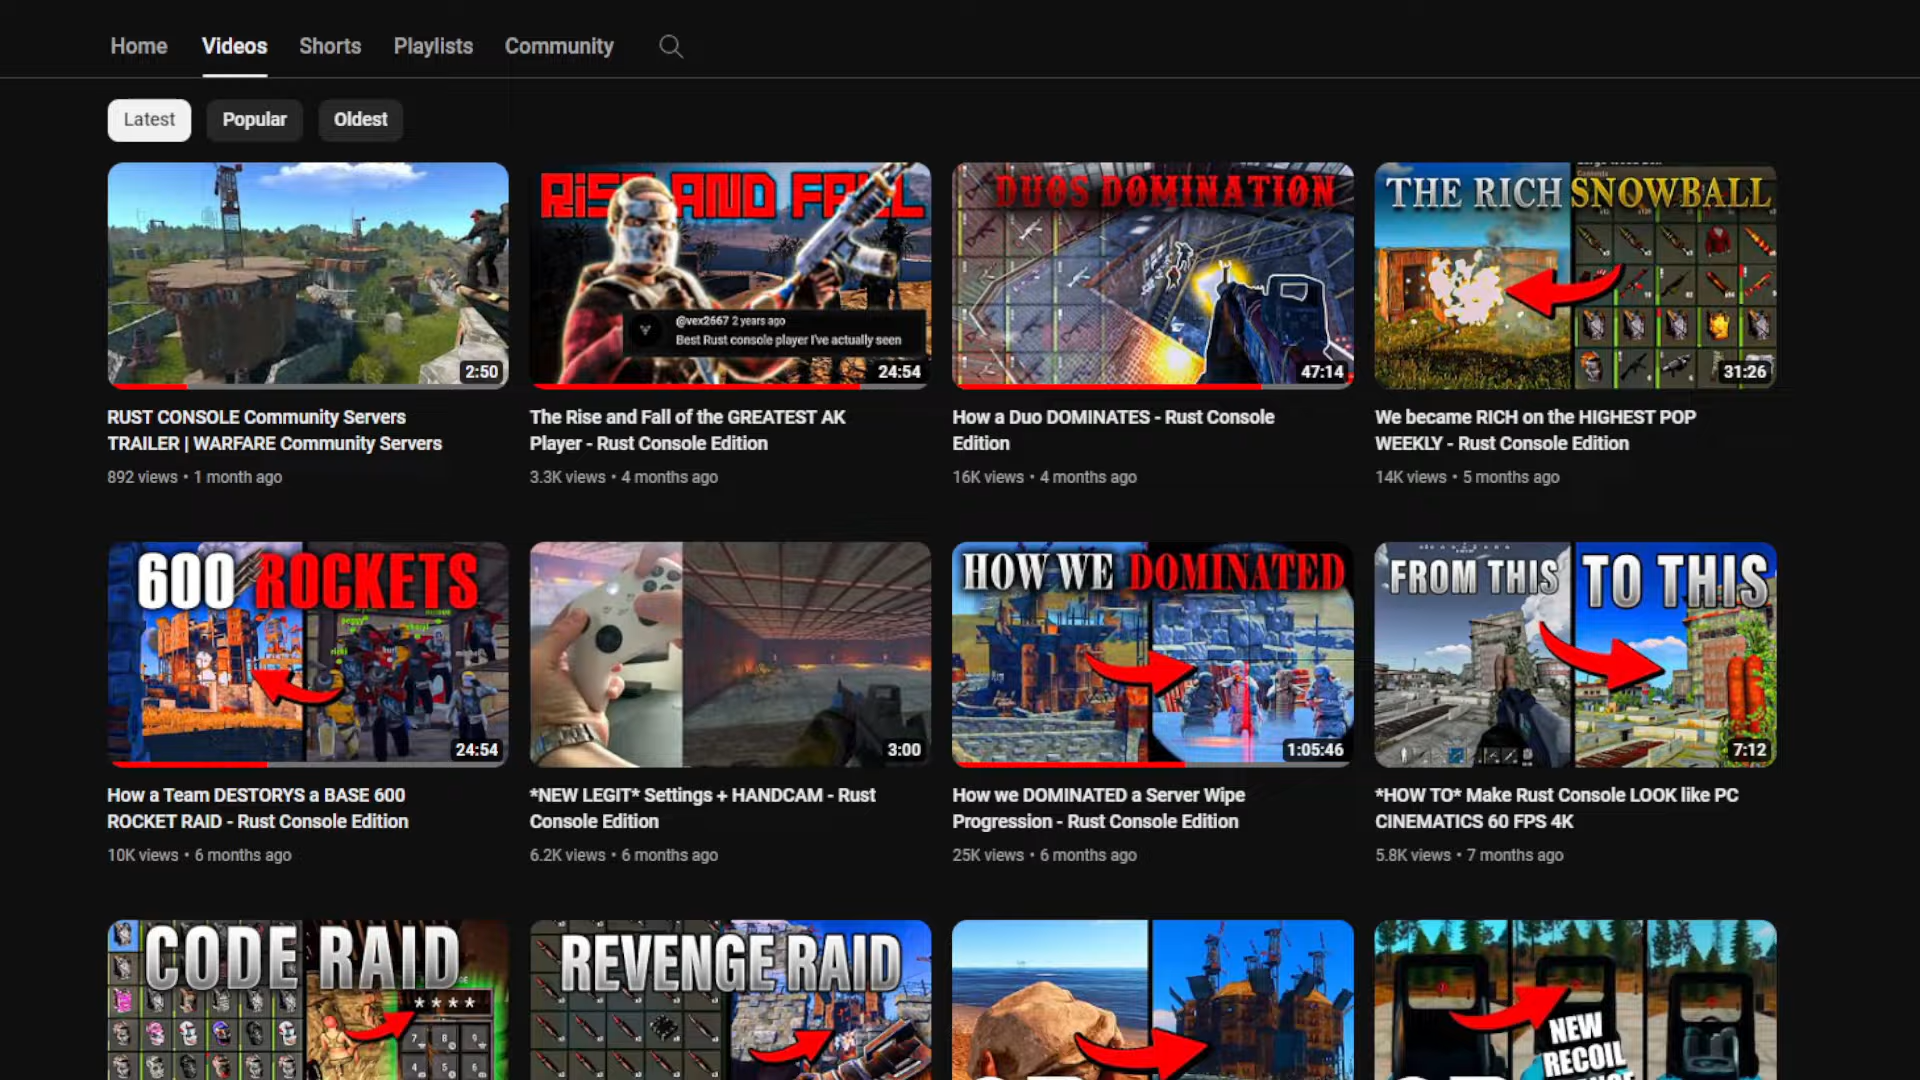 Home Videos Shorts Playlists Community
Latest Popular Oldest
RISE AND FALL
@vex2667 2 years ago
Best Rust console player I've actually seen
DUOS DOMINATION
THE RICH SNOWBALL
2:50
24:54
47:14
31:26
RUST CONSOLE Community Servers
TRAILER | WARFARE Community Servers
892 views • 1 month ago
The Rise and Fall of the GREATEST AK
Player - Rust Console Edition
3.3K views • 4 months ago
How a Duo DOMINATES - Rust Console
Edition
16K views • 4 months ago
We became RICH on the HIGHEST POP
WEEKLY - Rust Console Edition
14K views • 5 months ago
600 ROCKETS
HOW WE DOMINATED
FROM THIS TO THIS
24:54
3:00
1:05:46
7:12
How a Team DESTORYS a BASE 600
ROCKET RAID - Rust Console Edition
10K views • 6 months ago
*NEW LEGIT* Settings + HANDCAM - Rust
Console Edition
6.2K views • 6 months ago
How we DOMINATED a Server Wipe
Progression - Rust Console Edition
25K views • 6 months ago
*HOW TO* Make Rust Console LOOK like PC
CINEMATICS 60 FPS 4K
5.8K views • 7 months ago
CODE RAID
****
7 8 9
4 5 6
REVENGE RAID
NEW
RECOIL